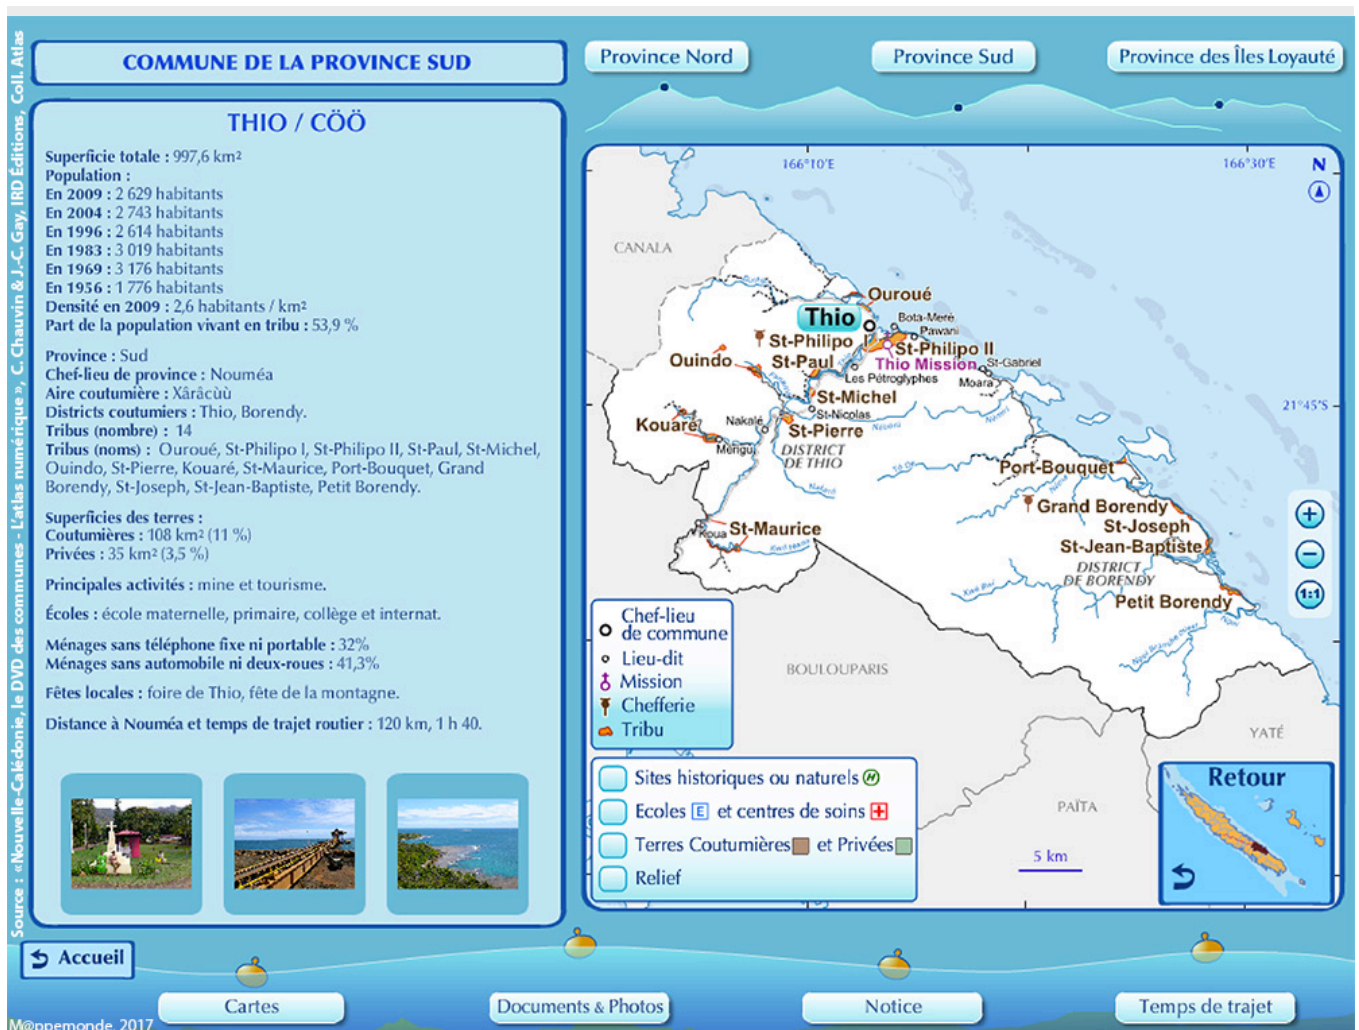 COMMUNE DE LA PROVINCE SUD
Province Nord
Province Sud
Province des Îles Loyauté
THIO / CÖÖ
Superficie totale : 997,6 km²
Population :
En 2009 : 2 629 habitants
En 2004 : 2 743 habitants
En 1996 : 2 614 habitants
En 1983 : 3 019 habitants
En 1969 : 3 176 habitants
En 1956 : 1 776 habitants
Densité en 2009 : 2,6 habitants / km²
Part de la population vivant en tribu : 53,9 %
Province : Sud
Chef-lieu de province : Nouméa
Aire coutumière : Xârâcùù
Districts coutumiers : Thio, Borendy.
Tribus (nombre) : 14
Tribus (noms) : Ouroué, St-Philipo I, St-Philipo II, St-Paul, St-Michel,
Ouindo, St-Pierre, Kouaré, St-Maurice, Port-Bouquet, Grand
Borendy, St-Joseph, St-Jean-Baptiste, Petit Borendy.
Superficies des terres :
Coutumières : 108 km² (11 %)
Privées : 35 km² (3,5 %)
Principales activités : mine et tourisme.
Écoles : école maternelle, primaire, collège et internat.
Ménages sans téléphone fixe ni portable : 32%
Ménages sans automobile ni deux-roues : 41,3%
Fêtes locales : foire de Thio, fête de la montagne.
Distance à Nouméa et temps de trajet routier : 120 km, 1 h 40.
Source : «Nouvelle-Calédonie, le DVD des communes - L'atlas numérique », C. Chauvin & J.-C. Gay, IRD Éditions, Coll. Atlas
166°10'E
166°30'E
N
CANALA
Ouroué
Thio
Bota-Meré
Pawani
St-Philipo I
St-Philipo II
Ouindo
St-Paul
Thio Mission
St-Gabriel
Les Pétroglyphes
Moara
St-Michel
21°45'S
St-Nicolas
Kouaré
Nakalé
St-Pierre
Mengui
DISTRICT
DE THIO
Port-Bouquet
Grand Borendy
St-Maurice
St-Joseph
Koua
St-Jean-Baptiste
DISTRICT
DE BORENDY
Petit Borendy
+
−
1:1
Chef-lieu
de commune
Lieu-dit
Mission
Chefferie
Tribu
BOULOUPARIS
YATÉ
PAÏTA
5 km
Sites historiques ou naturels H
Ecoles E et centres de soins
Terres Coutumières et Privées
Relief
Retour
Accueil
Cartes
Documents & Photos
Notice
Temps de trajet
M@ppemonde, 2017